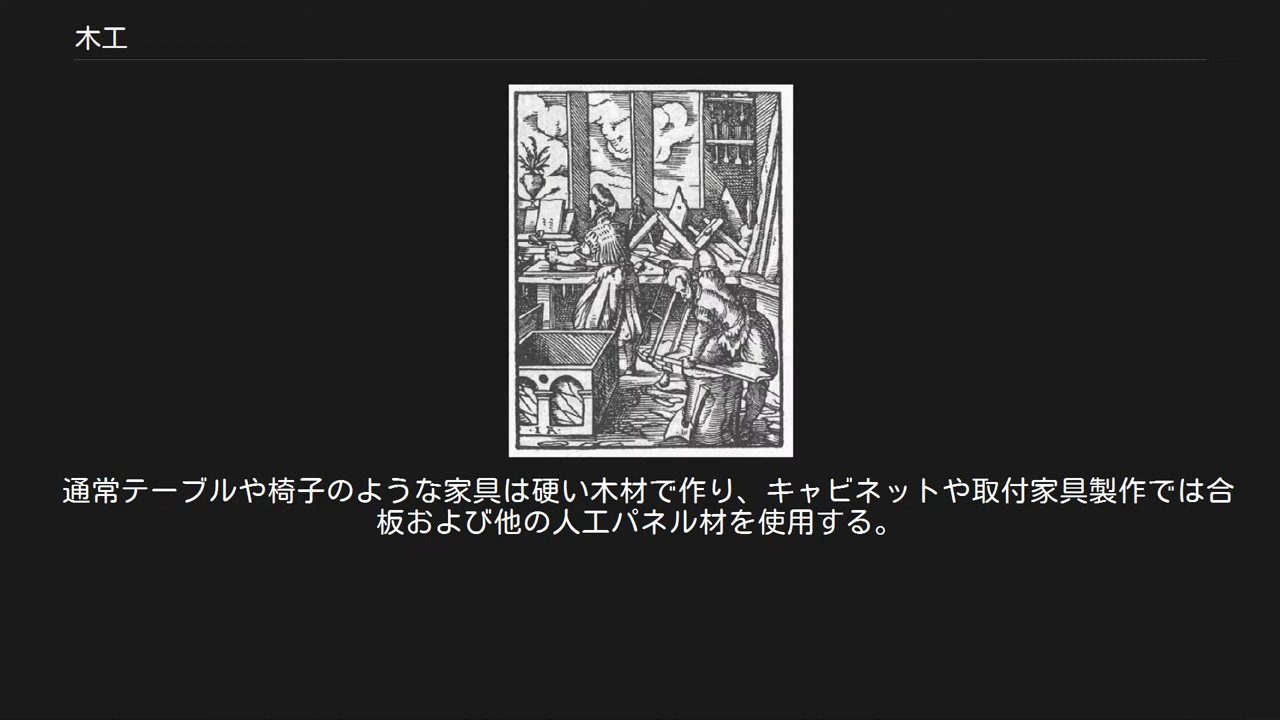 木工
通常テーブルや椅子のような家具は硬い木材で作り、キャビネットや取付家具製作では合
板および他の人工パネル材を使用する。